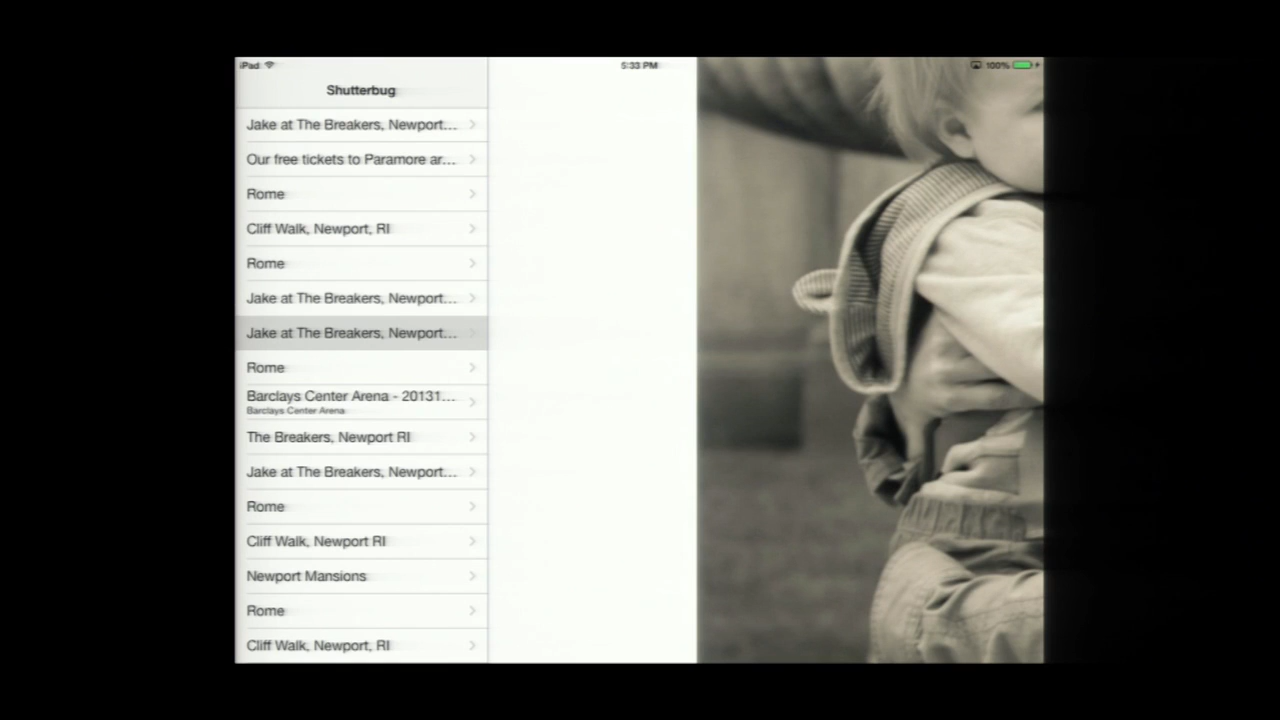 iPad 5:33 PM 100%
Shutterbug
Jake at The Breakers, Newport...
Our free tickets to Paramore ar...
Rome
Cliff Walk, Newport, RI
Rome
Jake at The Breakers, Newport...
Jake at The Breakers, Newport...
Rome
Barclays Center Arena - 20131...
Barclays Center Arena
The Breakers, Newport RI
Jake at The Breakers, Newport...
Rome
Cliff Walk, Newport RI
Newport Mansions
Rome
Cliff Walk, Newport, RI